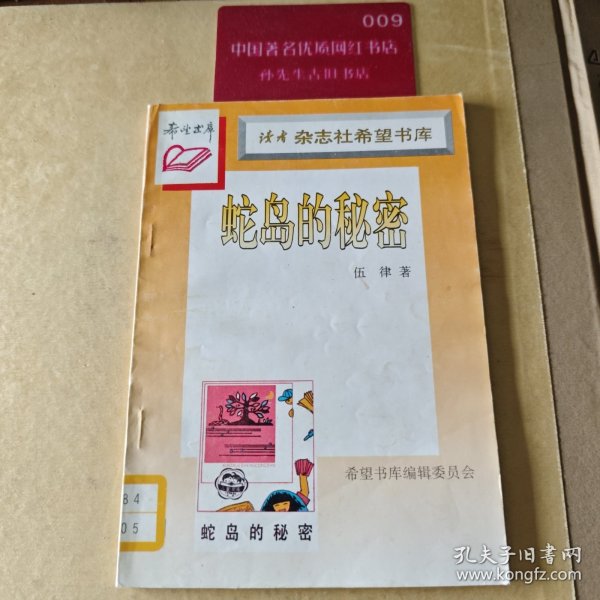 009
中国著名优质网红书店
孙先生古旧书店
希望书库
读者 杂志社希望书库
蛇岛的秘密
伍 律 著
希望书库编辑委员会
蛇岛的秘密
84
05
孔夫子旧书网
www.kongfz.com